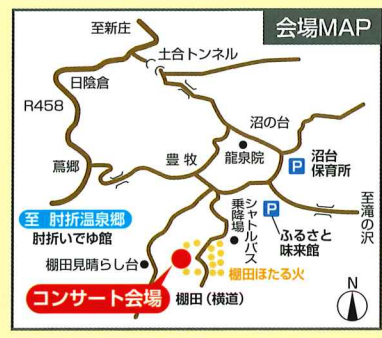 会場MAP
至新庄
土合トンネル
日陰倉
R458
沼の台
蔦郷
豊牧
龍泉院
P
沼台
保育所
至 肘折温泉郷
肘折いでゆ館
シャトルバス
乗降場
P
ふるさと
味来館
至滝の沢
棚田見晴らし台
棚田ほたる火
コンサート会場
棚田(横道)
N